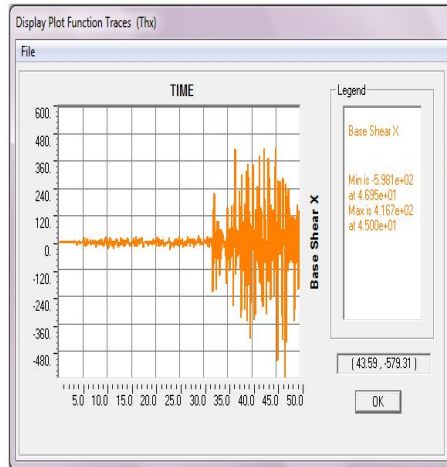 Display Plot Function Traces (Thx)
File
TIME
Legend
600.
480.
360.
240.
120.
0.
-120.
-240.
-360.
-480.
Base Shear X
Base Shear X
Min is -5.981e+02
at 4.695e+01
Max is 4.167e+02
at 4.500e+01
( 43.59 , -579.31 )
OK
5.0 10.0 15.0 20.0 25.0 30.0 35.0 40.0 45.0 50.0